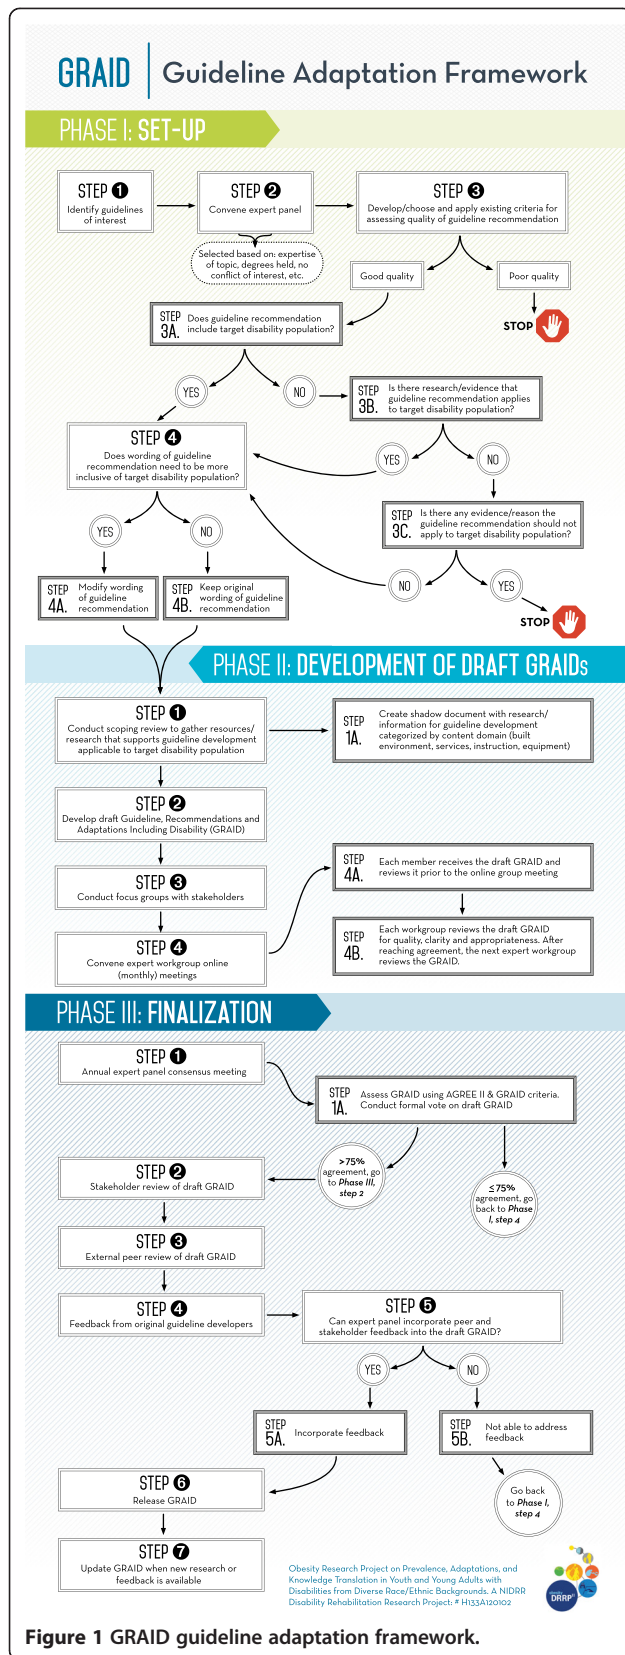 GRAID
Guideline Adaptation Framework
PHASE I: SET-UP
STEP 1
Identify guidelines
of interest
STEP 2
Convene expert panel
STEP 3
Develop/choose and apply existing criteria for
assessing quality of guideline recommendation
Selected based on: expertise
of topic, degrees held, no
conflict of interest, etc.
Good quality
Poor quality
STOP
STEP
3A.
Does guideline recommendation
include target disability population?
YES
NO
STEP
3B.
Is there research/evidence that
guideline recommendation applies
to target disability population?
STEP 4
Does wording of guideline
recommendation need to be more
inclusive of target disability population?
YES
NO
STEP
3C.
Is there any evidence/reason the
guideline recommendation should not
apply to target disability population?
YES
NO
NO
YES
STEP
4A.
Modify wording
of guideline
recommendation
STEP
4B.
Keep original
wording of guideline
recommendation
STOP
PHASE II: DEVELOPMENT OF DRAFT GRAIDs
STEP 1
Conduct scoping review to gather resources/
research that supports guideline development
applicable to target disability population
STEP
1A.
Create shadow document with research/
information for guideline development
categorized by content domain (built
environment, services, instruction, equipment)
STEP 2
Develop draft Guideline, Recommendations and
Adaptations Including Disability (GRAID)
STEP 3
Conduct focus groups with stakeholders
STEP 4
Convene expert workgroup online
(monthly) meetings
STEP
4A.
Each member receives the draft GRAID and
reviews it prior to the online group meeting
STEP
4B.
Each workgroup reviews the draft GRAID
for quality, clarity and appropriateness. After
reaching agreement, the next expert workgroup
reviews the GRAID.
PHASE III: FINALIZATION
STEP 1
Annual expert panel consensus meeting
STEP
1A.
Assess GRAID using AGREE II & GRAID criteria.
Conduct formal vote on draft GRAID
>75%
agreement, go
to Phase III,
step 2
≤75%
agreement, go
back to Phase
I, step 4
STEP 2
Stakeholder review of draft GRAID
STEP 3
External peer review of draft GRAID
STEP 4
Feedback from original guideline developers
STEP 5
Can expert panel incorporate peer and
stakeholder feedback into the draft GRAID?
YES
NO
STEP
5A.
Incorporate feedback
STEP
5B.
Not able to address
feedback
STEP 6
Release GRAID
Go back
to Phase I,
step 4
STEP 7
Update GRAID when new research or
feedback is available
Obesity Research Project on Prevalence, Adaptations, and
Knowledge Translation in Youth and Young Adults with
Disabilities from Diverse Race/Ethnic Backgrounds. A NIDRR
Disability Rehabilitation Research Project: # H133A120102
DRRP
Figure 1 GRAID guideline adaptation framework.